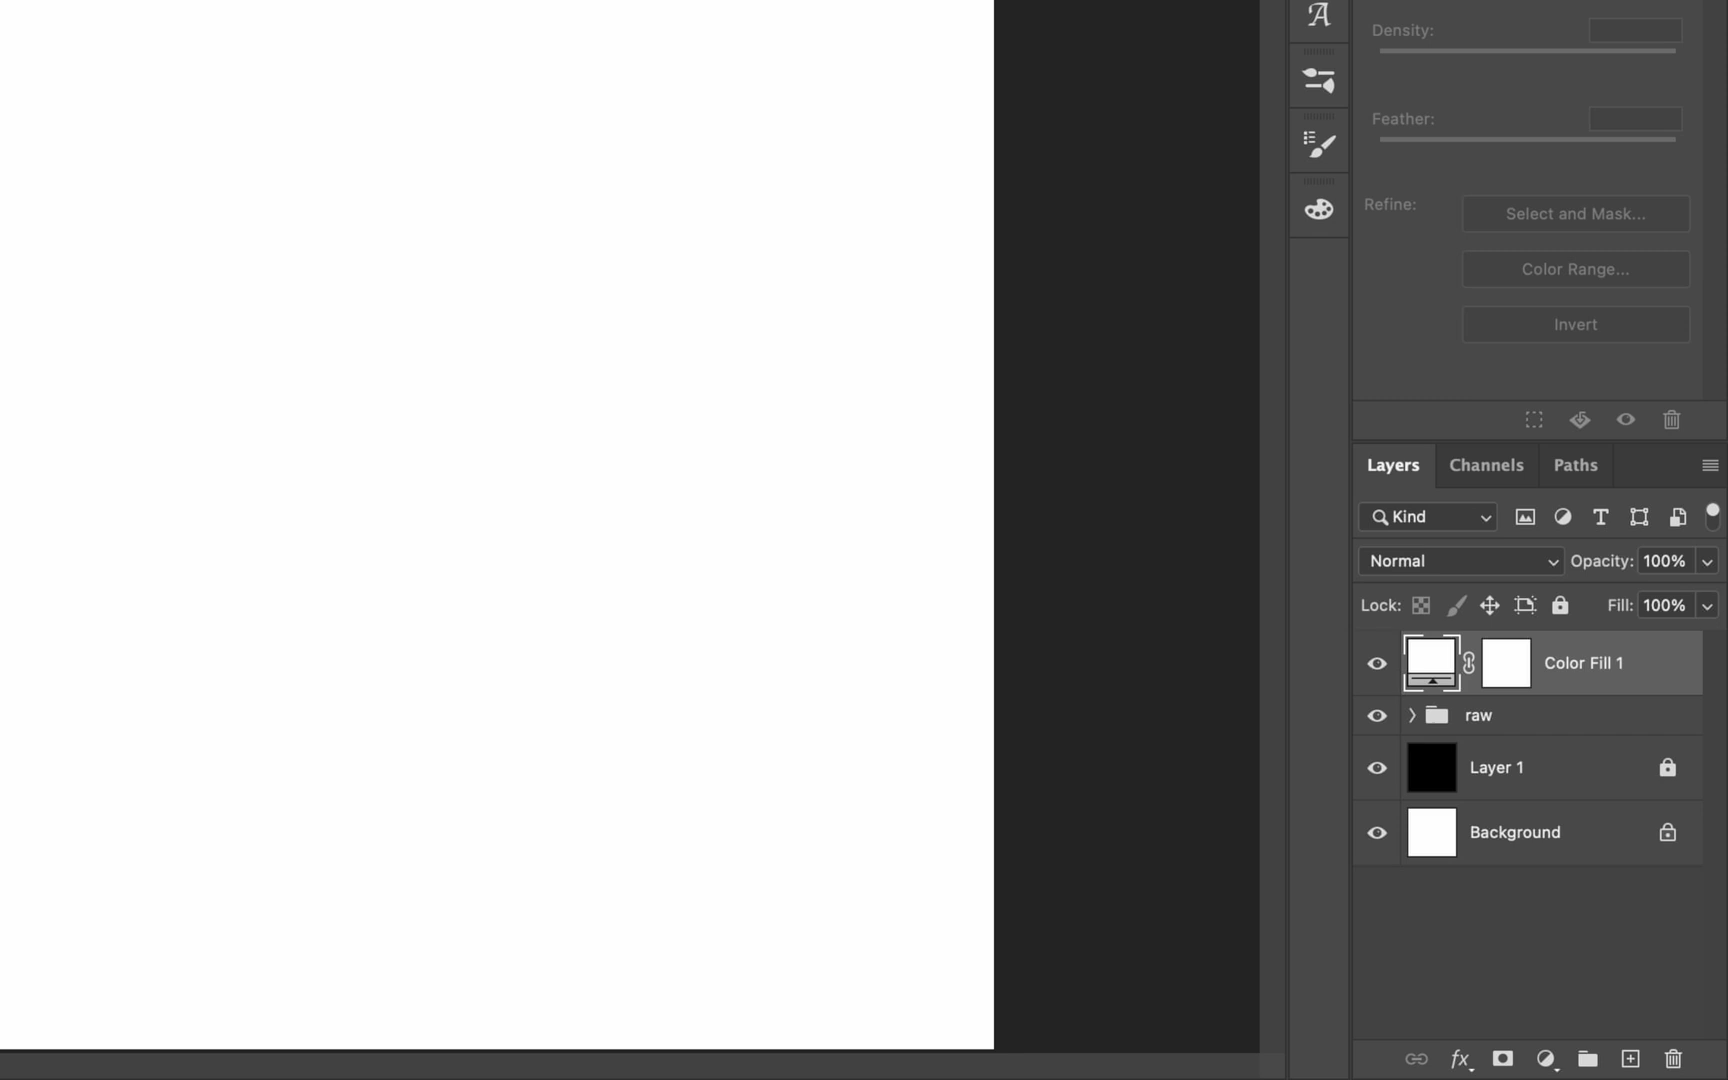 Density:
Feather:
Refine:
Select and Mask...
Color Range...
Invert
Layers Channels Paths
Kind
Normal Opacity: 100%
Lock: Fill: 100%
Color Fill 1
raw
Layer 1
Background
fx